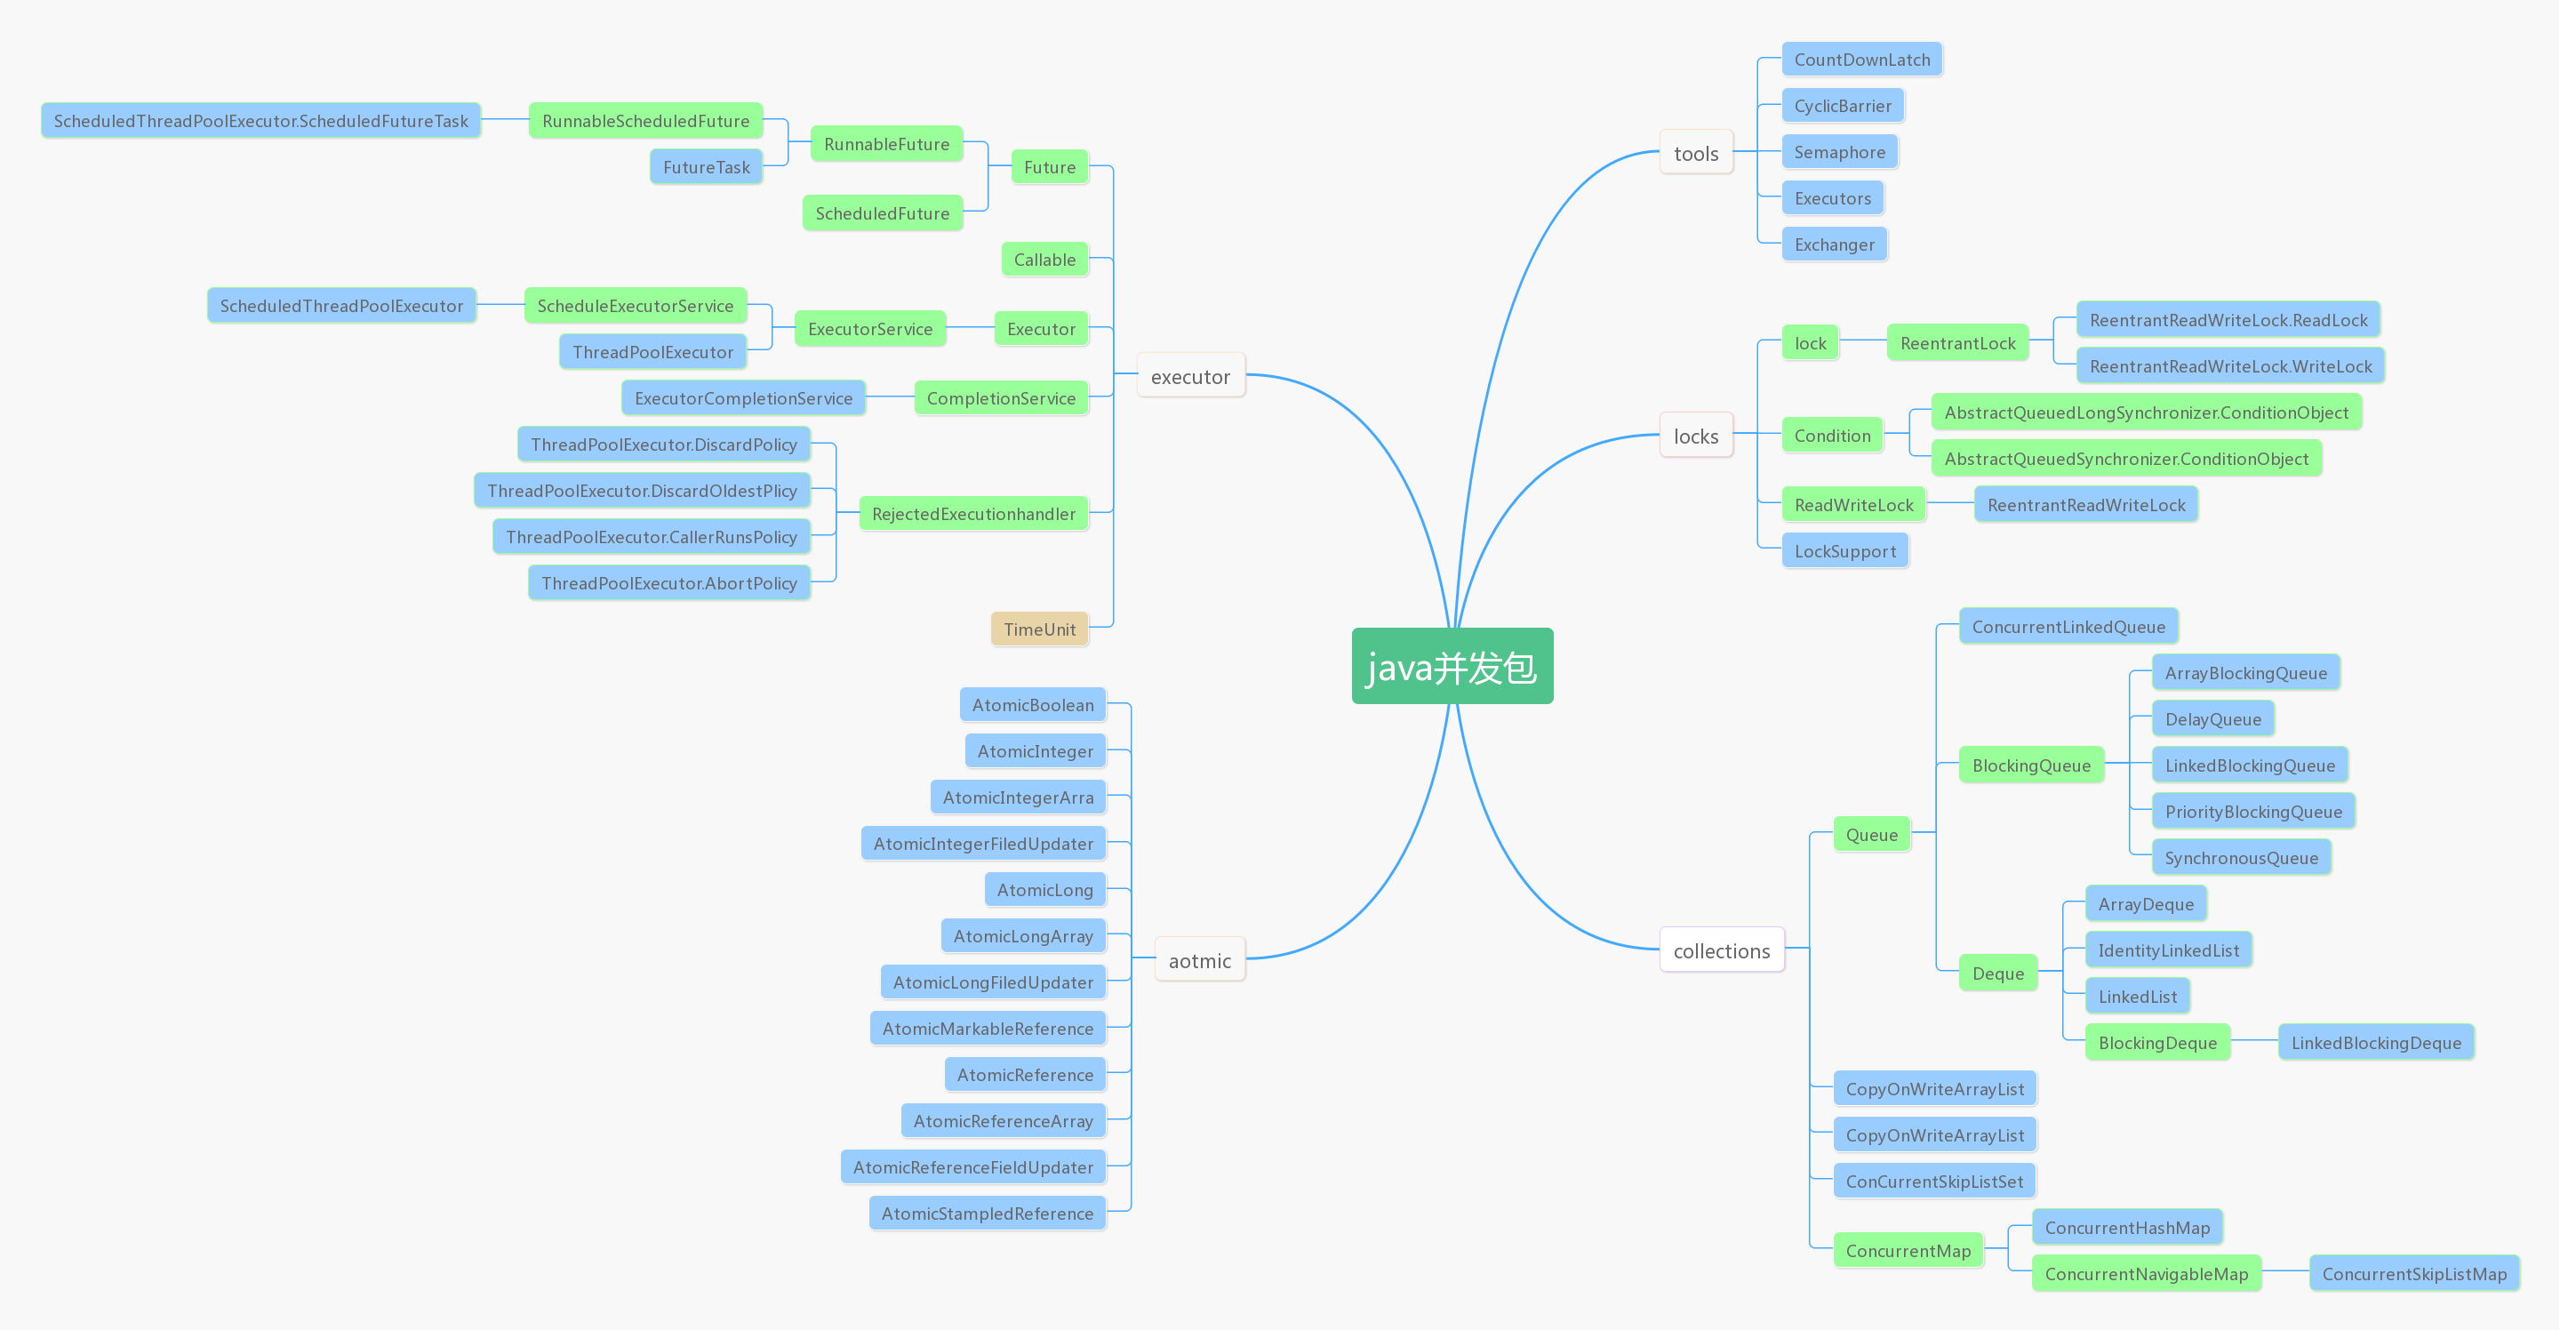 java并发包
tools
CountDownLatch
CyclicBarrier
Semaphore
Executors
Exchanger
locks
lock
ReentrantLock
ReentrantReadWriteLock.ReadLock
ReentrantReadWriteLock.WriteLock
Condition
AbstractQueuedLongSynchronizer.ConditionObject
AbstractQueuedSynchronizer.ConditionObject
ReadWriteLock
ReentrantReadWriteLock
LockSupport
collections
Queue
ConcurrentLinkedQueue
BlockingQueue
ArrayBlockingQueue
DelayQueue
LinkedBlockingQueue
PriorityBlockingQueue
SynchronousQueue
Deque
ArrayDeque
IdentityLinkedList
LinkedList
BlockingDeque
LinkedBlockingDeque
CopyOnWriteArrayList
CopyOnWriteArrayList
ConCurrentSkipListSet
ConcurrentMap
ConcurrentHashMap
ConcurrentNavigableMap
ConcurrentSkipListMap
executor
Future
RunnableFuture
RunnableScheduledFuture
ScheduledThreadPoolExecutor.ScheduledFutureTask
FutureTask
ScheduledFuture
Callable
Executor
ExecutorService
ScheduleExecutorService
ScheduledThreadPoolExecutor
ThreadPoolExecutor
CompletionService
ExecutorCompletionService
RejectedExecutionhandler
ThreadPoolExecutor.DiscardPolicy
ThreadPoolExecutor.DiscardOldestPlicy
ThreadPoolExecutor.CallerRunsPolicy
ThreadPoolExecutor.AbortPolicy
TimeUnit
aotmic
AtomicBoolean
AtomicInteger
AtomicIntegerArra
AtomicIntegerFiledUpdater
AtomicLong
AtomicLongArray
AtomicLongFiledUpdater
AtomicMarkableReference
AtomicReference
AtomicReferenceArray
AtomicReferenceFieldUpdater
AtomicStampledReference